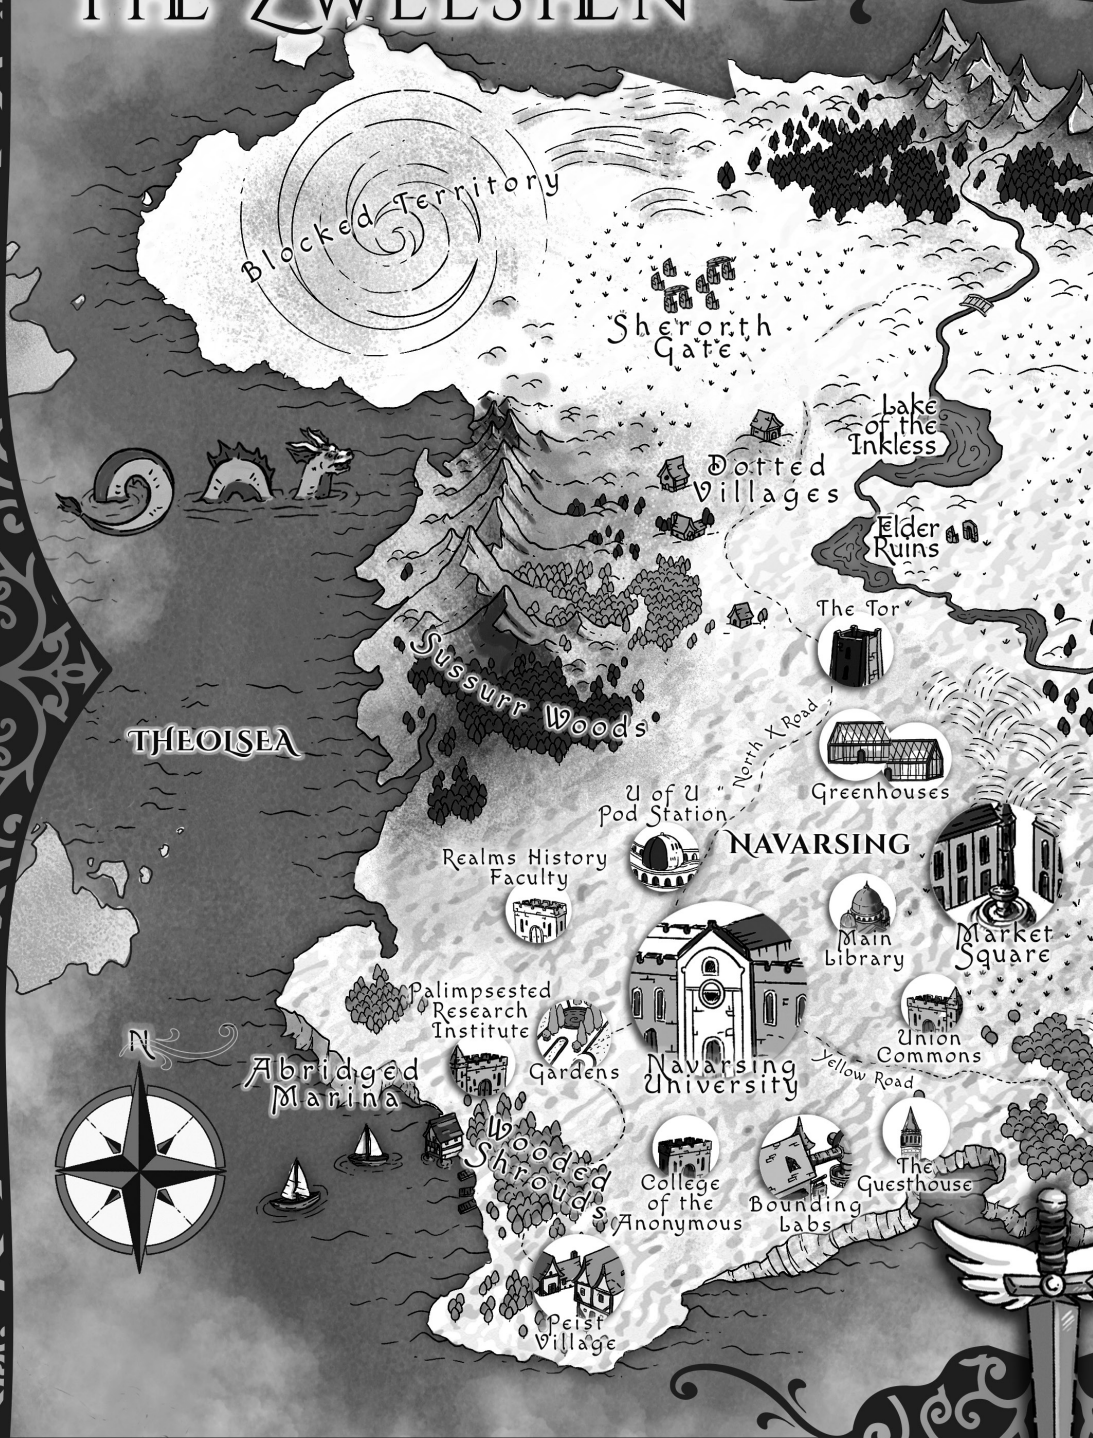 THE ZWEESHEN
Blocked Territory
Sherorth
Gate
Lake
of the
Inkless
Dotted
Villages
Elder
Ruins
The Tor
Sussurr Woods
THEOLSEA
North X Road
Greenhouses
U of U
Pod Station
NAVARSING
Realms History
Faculty
Main
Library
Market
Square
Palimpsested
Research
Institute
Union
Commons
N
Abridged
Marina
Gardens
Navarsing
University
Yellow Road
Wooded
Shrouds
College
of the
Anonymous
Bounding
Labs
The
Guesthouse
Peist
Village